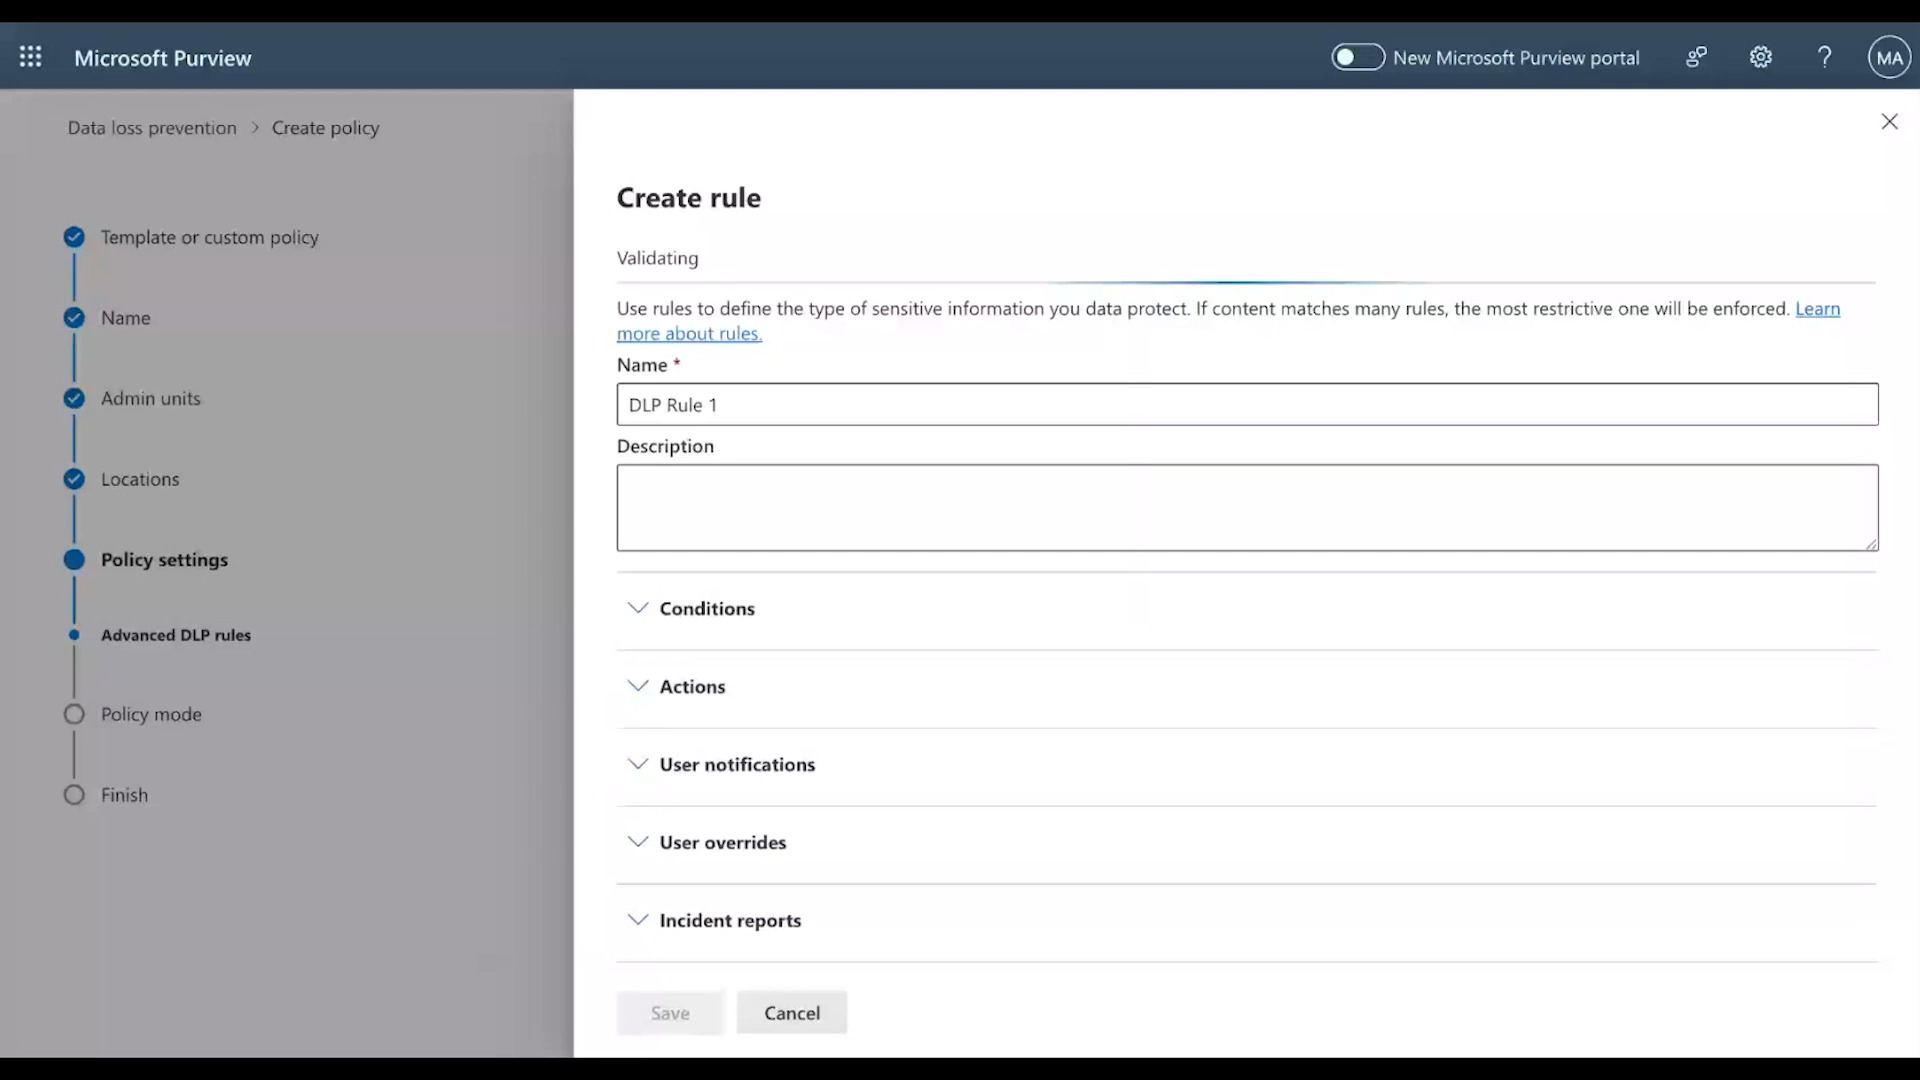 Microsoft Purview
New Microsoft Purview portal
?
MA
Data loss prevention > Create policy
Template or custom policy
Name
Admin units
Locations
Policy settings
Advanced DLP rules
Policy mode
Finish
Create rule
Validating
Use rules to define the type of sensitive information you data protect. If content matches many rules, the most restrictive one will be enforced. Learn
more about rules.
Name *
DLP Rule 1
Description
Conditions
Actions
User notifications
User overrides
Incident reports
Save
Cancel